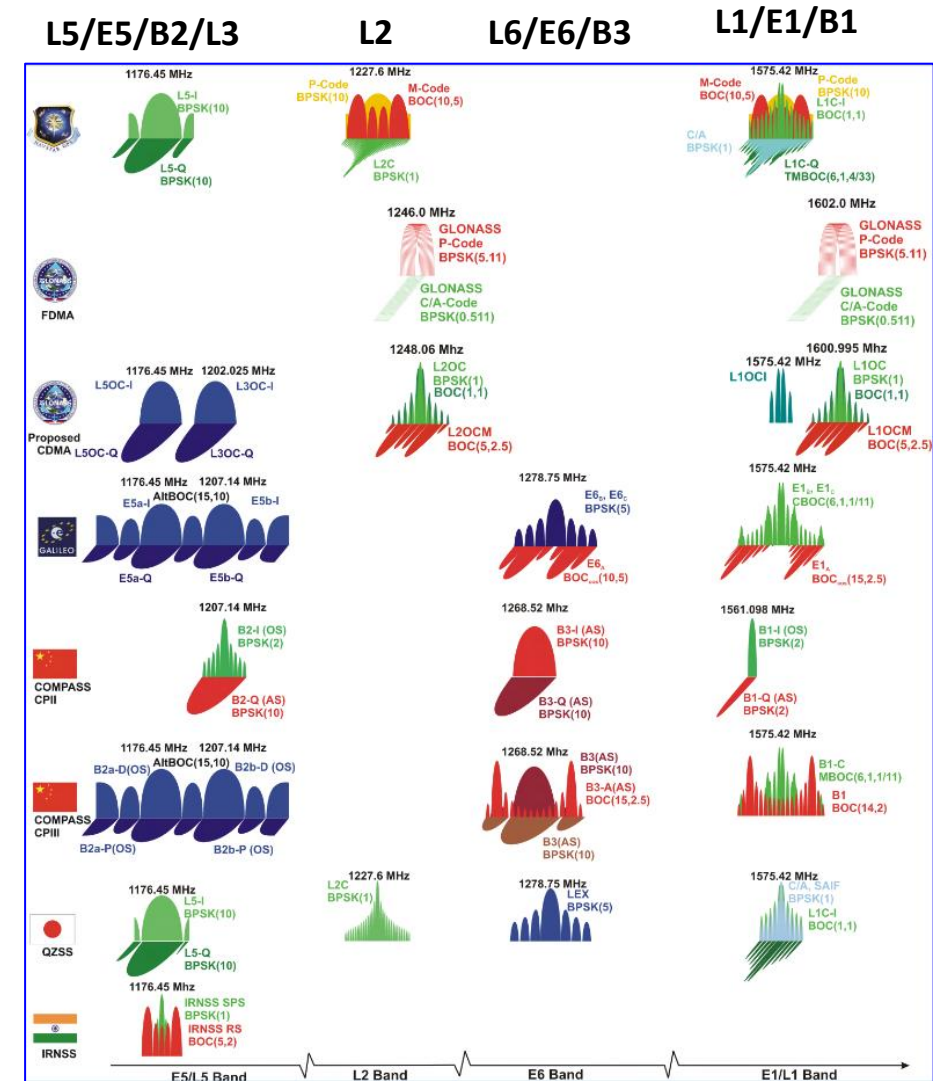 L5/E5/B2/L3
L2
L6/E6/B3
L1/E1/B1
1176.45 MHz
L5-I
BPSK(10)
L5-Q
BPSK(10)
1227.6 MHz
P-Code
BPSK(10)
M-Code
BOC(10,5)
L2C
BPSK(1)
1575.42 MHz
M-Code
BOC(10,5)
P-Code
BPSK(10)
L1C-I
BOC(1,1)
C/A
BPSK(1)
L1C-Q
TMBOC(6,1,4/33)
GLONASS
FDMA
1246.0 MHz
GLONASS
P-Code
BPSK(5.11)
GLONASS
C/A-Code
BPSK(0.511)
1602.0 MHz
GLONASS
P-Code
BPSK(5.11)
GLONASS
C/A-Code
BPSK(0.511)
GLONASS
Proposed
CDMA
1176.45 MHz 1202.025 MHz
L5OC-I
L3OC-I
L5OC-Q
L3OC-Q
1248.06 Mhz
L2OC
BPSK(1)
BOC(1,1)
L2OCM
BOC(5,2.5)
1600.995 Mhz
1575.42 MHz
L1OCI
L1OC
BPSK(1)
BOC(1,1)
L1OCM
BOC(5,2.5)
GALILEO
1176.45 MHz 1207.14 MHz
AltBOC(15,10)
E5a-I
E5b-I
E5a-Q
E5b-Q
1278.75 MHz
E6B, E6C
BPSK(5)
E6A
BOC(10,5)
1575.42 MHz
E1B, E1C
CBOC(6,1,1/11)
E1A
BOC(15,2.5)
COMPASS
CPII
1207.14 MHz
B2-I (OS)
BPSK(2)
B2-Q (AS)
BPSK(10)
1268.52 MHz
B3-I (AS)
BPSK(10)
B3-Q (AS)
BPSK(10)
1561.098 MHz
B1-I (OS)
BPSK(2)
B1-Q (AS)
BPSK(2)
COMPASS
CPIII
1176.45 MHz 1207.14 MHz
AltBOC(15,10)
B2a-D(OS)
B2b-D (OS)
B2a-P(OS)
B2b-P (OS)
1268.52 Mhz
B3(AS)
BPSK(10)
B3-A(AS)
BOC(15,2.5)
B3(AS)
BPSK(10)
1575.42 MHz
B1-C
MBOC(6,1,1/11)
B1
BOC(14,2)
QZSS
1176.45 MHz
L5-I
BPSK(10)
L5-Q
BPSK(10)
1227.6 MHz
L2C
BPSK(1)
1278.75 MHz
LEX
BPSK(5)
1575.42 MHz
C/A, SAIF
BPSK(1)
L1C-I
BOC(1,1)
IRNSS
1176.45 MHz
IRNSS SPS
BPSK(1)
IRNSS RS
BOC(5,2)
E5/L5 Band
L2 Band
E6 Band
E1/L1 Band